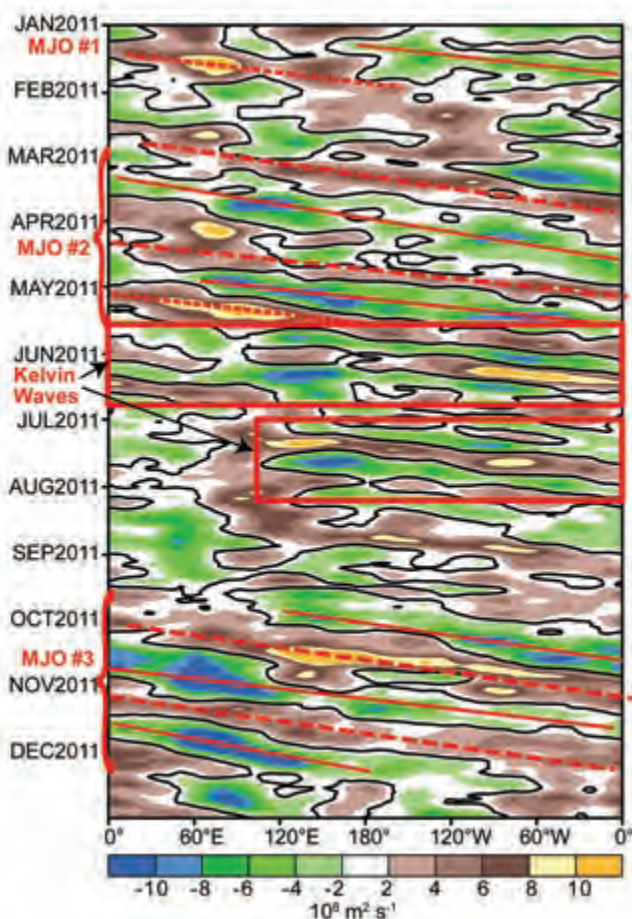 JAN2011
MJO #1
FEB2011
MAR2011
APR2011
MJO #2
MAY2011
JUN2011
Kelvin
Waves
JUL2011
AUG2011
SEP2011
OCT2011
MJO #3
NOV2011
DEC2011
0° 60°E 120°E 180° 120°W 60°W 0°
-10 -8 -6 -4 -2 2 4 6 8 10
10⁶ m² s⁻¹